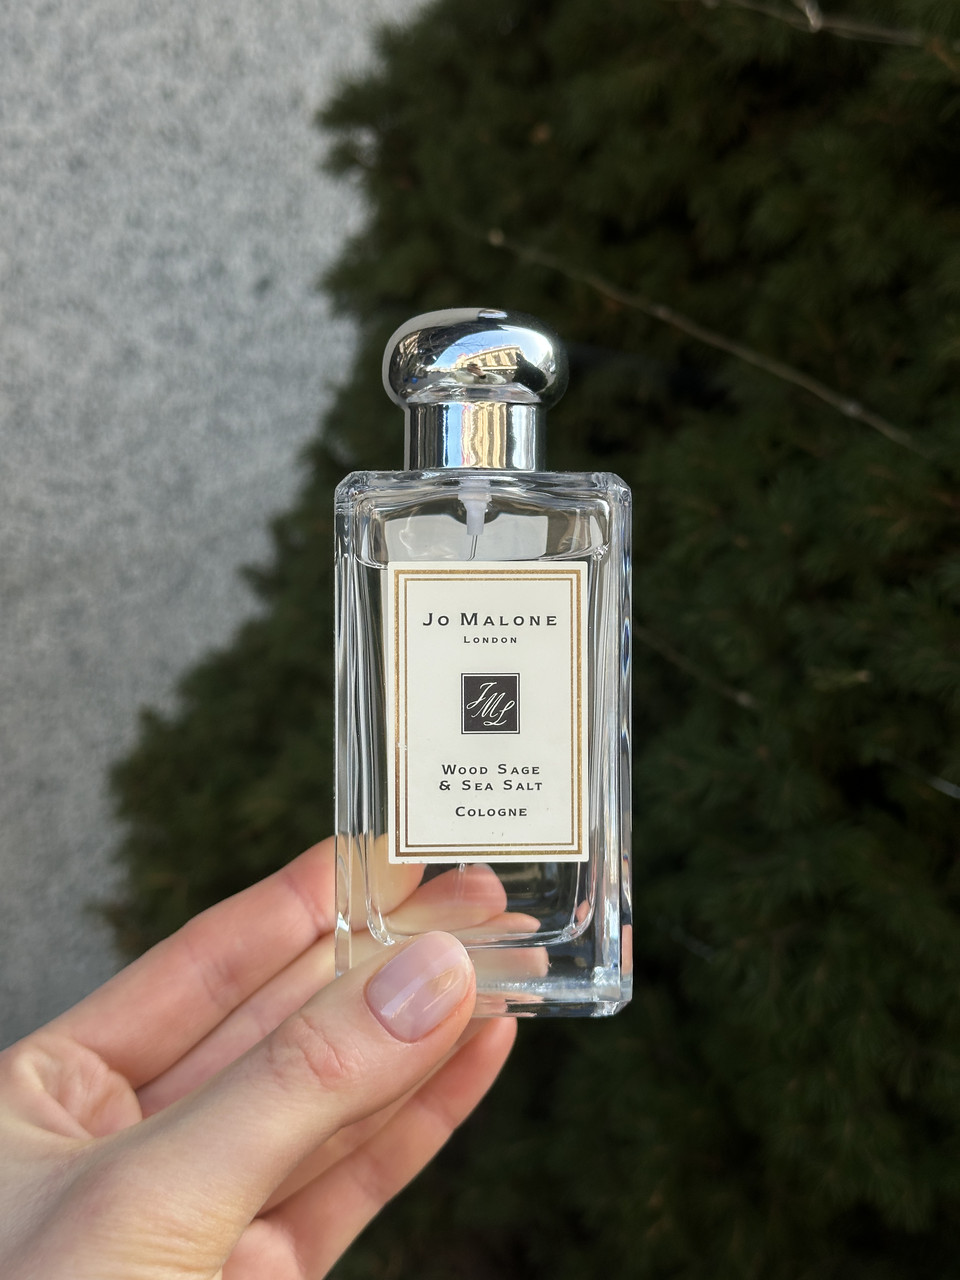 Jo Malone
London
JML
Wood Sage
& Sea Salt
Cologne